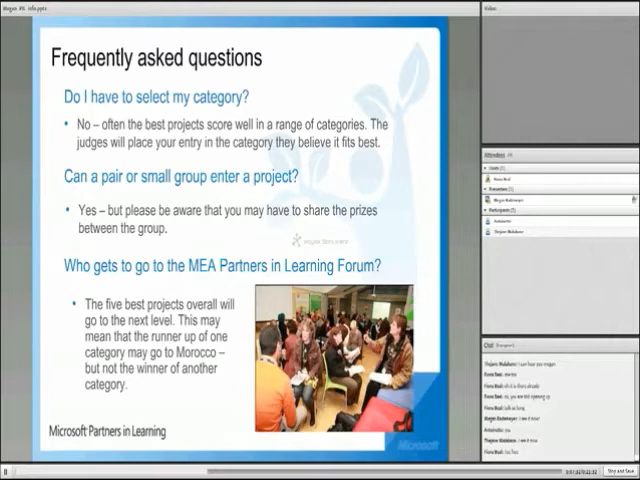 Frequently asked questions
Do I have to select my category?
• No – often the best projects score well in a range of categories. The
judges will place your entry in the category they believe it fits best.
Can a pair or small group enter a project?
• Yes – but please be aware that you may have to share the prizes
between the group.
Who gets to go to the MEA Partners in Learning Forum?
• The five best projects overall will
go to the next level. This may
mean that the runner up of one
category may go to Morocco –
but not the winner of another
category.
Microsoft Partners in Learning
Microsoft
Video
Attendees
Chat
Stop and Save